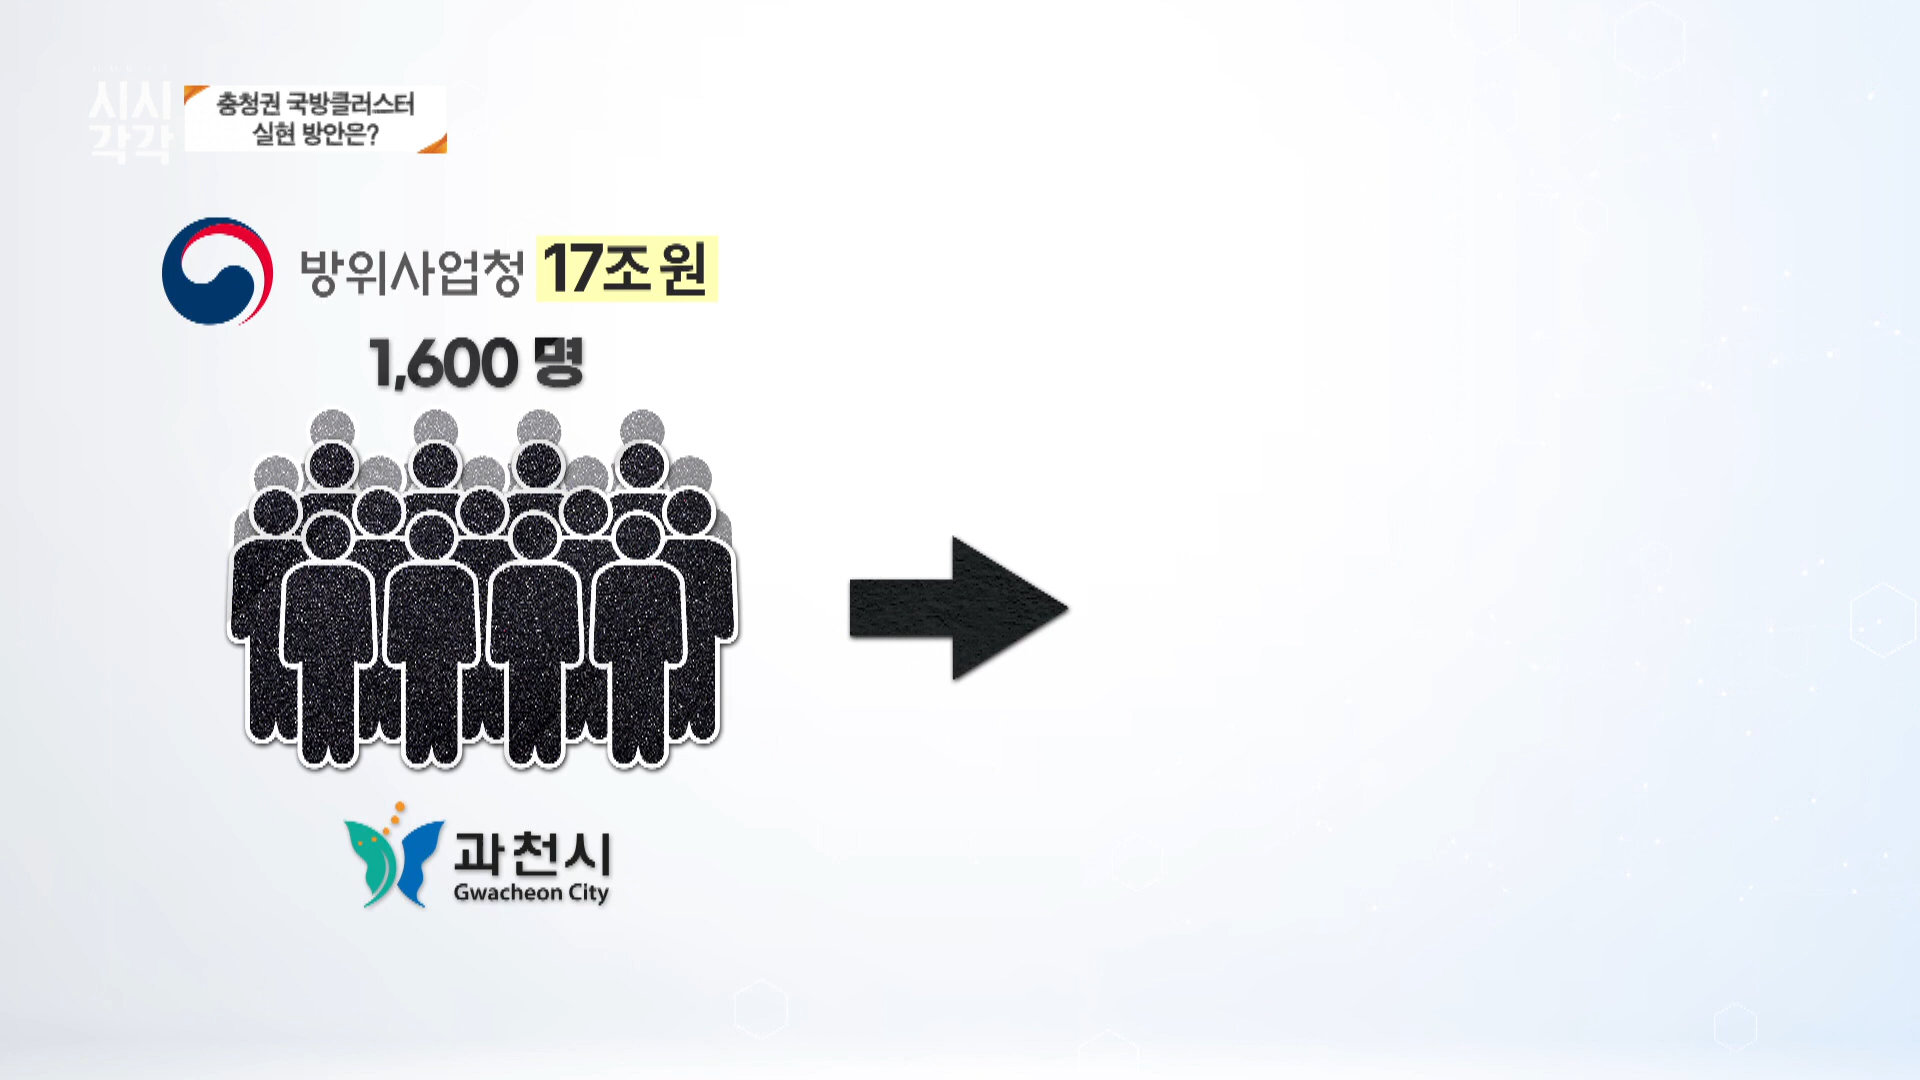 시시
각각
충청권 국방클러스터
실현 방안은?
방위사업청 17조 원
1,600 명
과천시
Gwacheon City